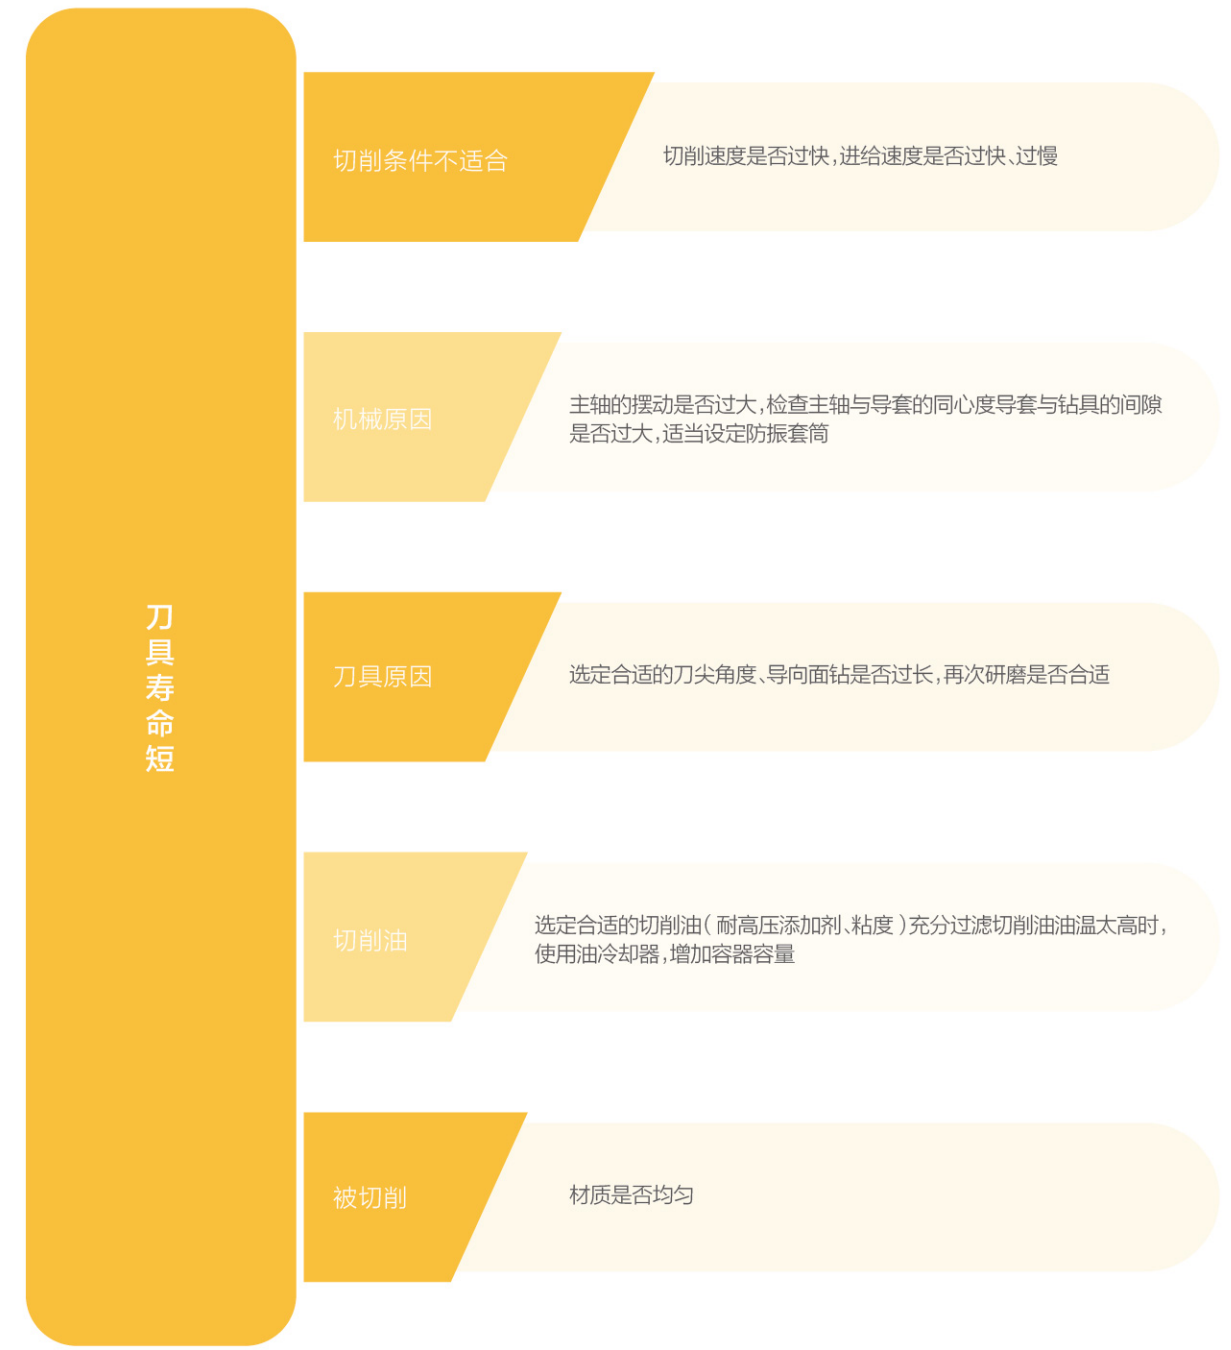 刀具寿命短
切削条件不适合
切削速度是否过快,进给速度是否过快、过慢
机械原因
主轴的摆动是否过大,检查主轴与导套的同心度导套与钻具的间隙
是否过大,适当设定防振套筒
刀具原因
选定合适的刀尖角度、导向面钻是否过长,再次研磨是否合适
切削油
选定合适的切削油(耐高压添加剂、粘度)充分过滤切削油油温太高时,
使用油冷却器,增加容器容量
被切削
材质是否均匀